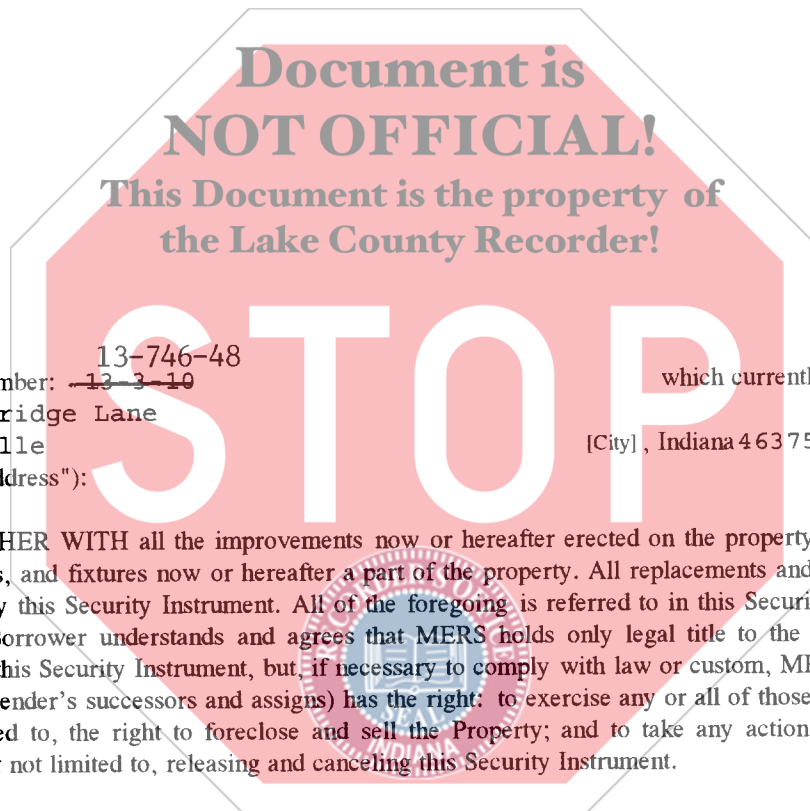 Document is
NOT OFFICIAL!
This Document is the property of
the Lake County Recorder!
STOP
13-746-48
mber: 13-3-10 which currentl
ridge Lane
lle [City] , Indiana 46375
ddress"):
HER WITH all the improvements now or hereafter erected on the property
s, and fixtures now or hereafter a part of the property. All replacements and
y this Security Instrument. All of the foregoing is referred to in this Securi
Borrower understands and agrees that MERS holds only legal title to the
this Security Instrument, but, if necessary to comply with law or custom, ME
ender's successors and assigns) has the right: to exercise any or all of those
ed to, the right to foreclose and sell the Property; and to take any action
not limited to, releasing and canceling this Security Instrument.
SEAL
INDIANA